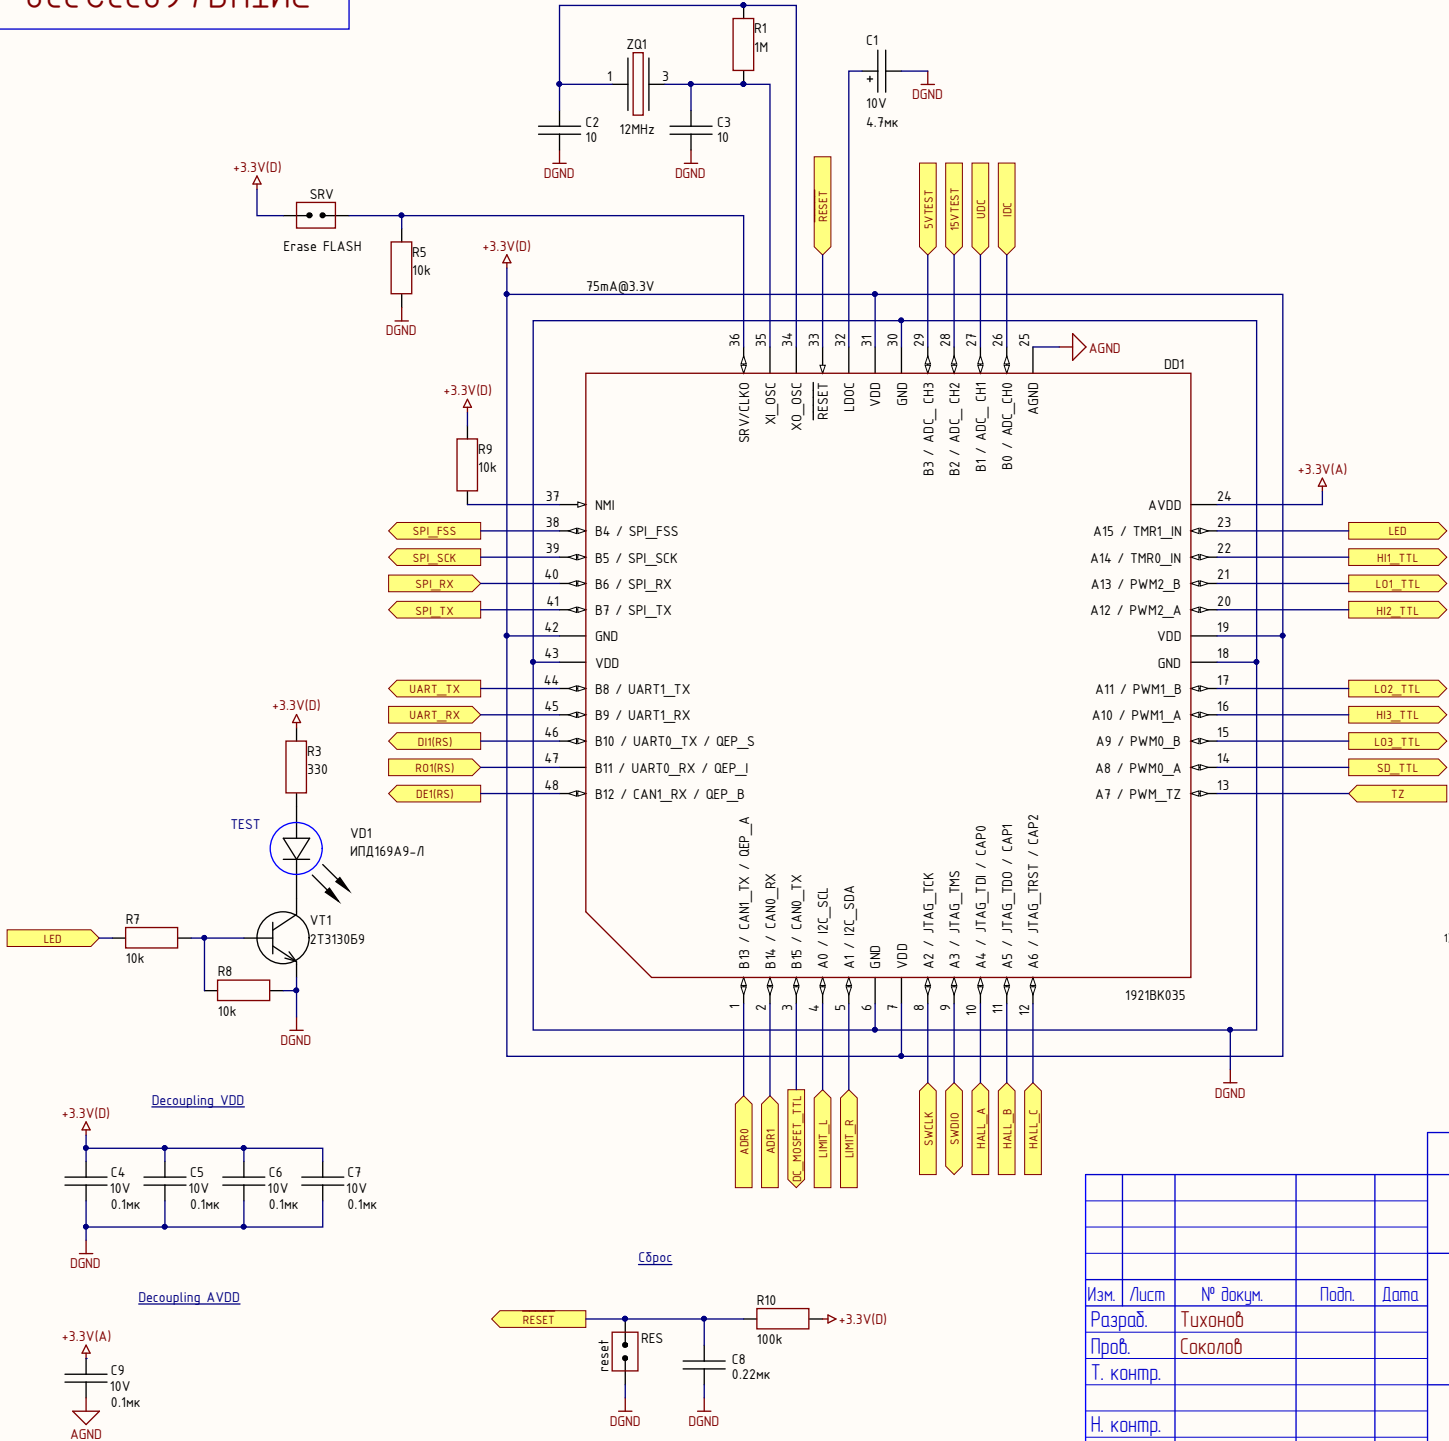 R1
1M
ZQ1
1
3
12MHz
C2
10
C3
10
DGND
DGND
C1
+
10V
4.7мк
DGND
+3.3V(D)
SRV
Erase FLASH
R5
10k
DGND
+3.3V(D)
75mA@3.3V
RESET
5VTEST
15VTEST
UDC
IDC
36
35
34
33
32
31
30
29
28
27
26
25
AGND
DD1
SRV/CLKO
XI_OSC
XO_OSC
RESET
LDOC
VDD
GND
B3 / ADC_ CH3
B2 / ADC_ CH2
B1 / ADC_ CH1
B0 / ADC_CH0
AGND
+3.3V(D)
R9
10k
+3.3V(A)
37 NMI
SPI_FSS 38 B4 / SPI_FSS
SPI_SCK 39 B5 / SPI_SCK
SPI_RX 40 B6 / SPI_RX
SPI_TX 41 B7 / SPI_TX
42 GND
43 VDD
UART_TX 44 B8 / UART1_TX
UART_RX 45 B9 / UART1_RX
DI1(RS) 46 B10 / UART0_TX / QEP_S
RO1(RS) 47 B11 / UART0_RX / QEP_I
DE1(RS) 48 B12 / CAN1_RX / QEP_B
AVDD 24
A15 / TMR1_IN 23 LED
A14 / TMR0_IN 22 HI1_TTL
A13 / PWM2_B 21 LO1_TTL
A12 / PWM2_A 20 HI2_TTL
VDD 19
GND 18
A11 / PWM1_B 17 LO2_TTL
A10 / PWM1_A 16 HI3_TTL
A9 / PWM0_B 15 LO3_TTL
A8 / PWM0_A 14 SD_TTL
A7 / PWM_TZ 13 TZ
B13 / CAN1_TX / QEP_A
B14 / CAN0_RX
B15 / CAN0_TX
A0 / I2C_SCL
A1 / I2C_SDA
GND
VDD
A2 / JTAG_TCK
A3 / JTAG_TMS
A4 / JTAG_TDI / CAP0
A5 / JTAG_TDO / CAP1
A6 / JTAG_TRST / CAP2
1921ВК035
1
2
3
4
5
6
7
8
9
10
11
12
ADR0
ADR1
DC_MOSFET_TTL
LIMIT_L
LIMIT_R
SWCLK
SWDIO
HALL_A
HALL_B
HALL_C
DGND
+3.3V(D)
R3
330
TEST
VD1
ИПД169А9-Л
VT1
2Т3130Б9
LED
R7
10k
R8
10k
DGND
Decoupling VDD
+3.3V(D)
C4
10V
0.1мк
C5
10V
0.1мк
C6
10V
0.1мк
C7
10V
0.1мк
DGND
Decoupling AVDD
+3.3V(A)
C9
10V
0.1мк
AGND
Сброс
RESET
reset
RES
DGND
C8
0.22мк
DGND
R10
100k
+3.3V(D)
Изм. Лист № докум. Подп. Дата
Разраб. Тихонов
Пров. Соколов
Т. контр.
Н. контр.